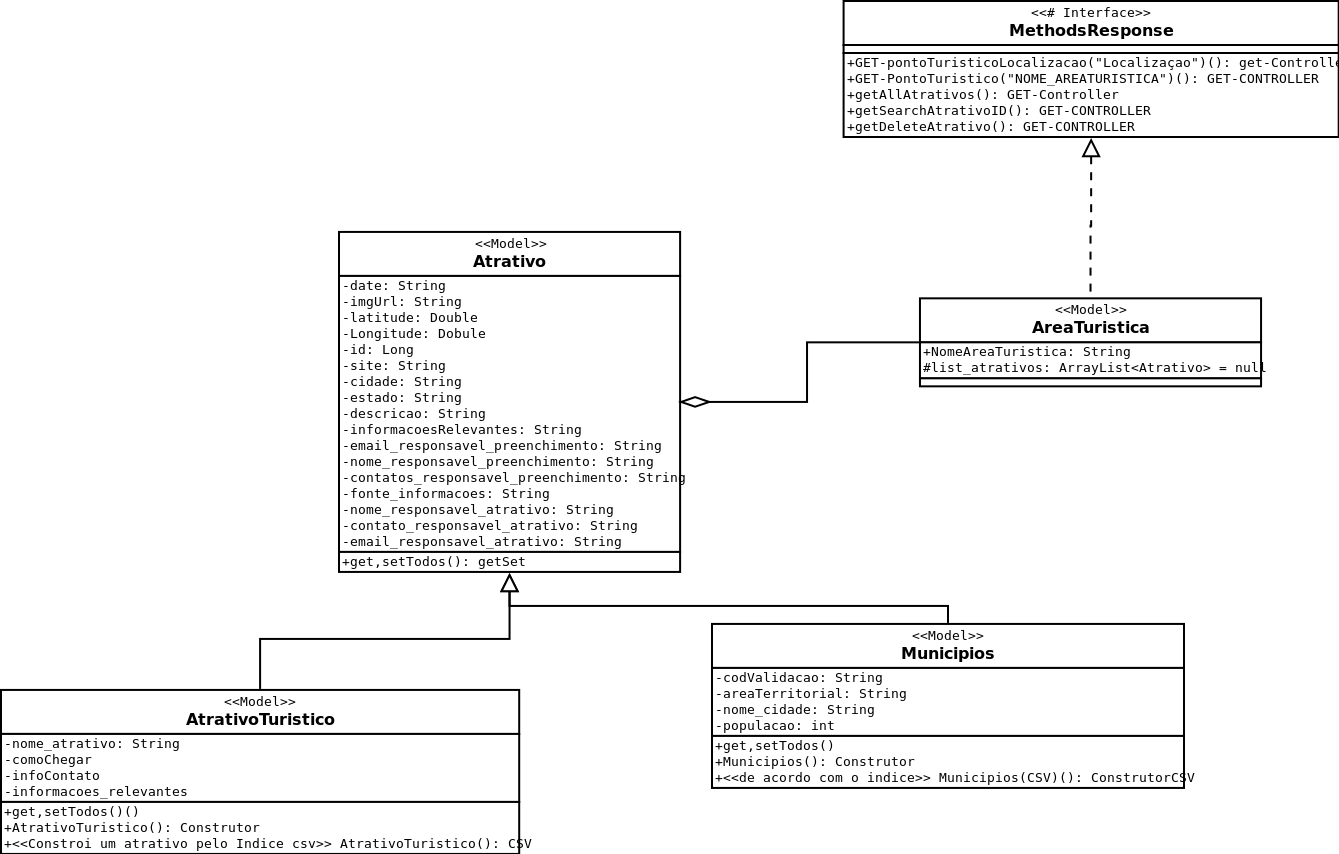 <<# Interface>>
MethodsResponse
+GET-pontoTuristicoLocalizacao("Localizaçao")(): get-Controlle
+GET-PontoTuristico("NOME_AREATURISTICA")(): GET-CONTROLLER
+getAllAtrativos(): GET-Controller
+getSearchAtrativoID(): GET-CONTROLLER
+getDeleteAtrativo(): GET-CONTROLLER
<<Model>>
Atrativo
-date: String
-imgUrl: String
-latitude: Double
-Longitude: Dobule
-id: Long
-site: String
-cidade: String
-estado: String
-descricao: String
-informacoesRelevantes: String
-email_responsavel_preenchimento: String
-nome_responsavel_preenchimento: String
-contatos_responsavel_preenchimento: String
-fonte_informacoes: String
-nome_responsavel_atrativo: String
-contato_responsavel_atrativo: String
-email_responsavel_atrativo: String
+get,setTodos(): getSet
<<Model>>
AreaTuristica
+NomeAreaTuristica: String
#list_atrativos: ArrayList<Atrativo> = null
<<Model>>
Municipios
-codValidacao: String
-areaTerritorial: String
-nome_cidade: String
-populacao: int
+get,setTodos()
+Municipios(): Construtor
+<<de acordo com o indice>> Municipios(CSV)(): ConstrutorCSV
<<Model>>
AtrativoTuristico
-nome_atrativo: String
-comoChegar
-infoContato
-informacoes_relevantes
+get,setTodos()()
+AtrativoTuristico(): Construtor
+<<Constroi um atrativo pelo Indice csv>> AtrativoTuristico(): CSV